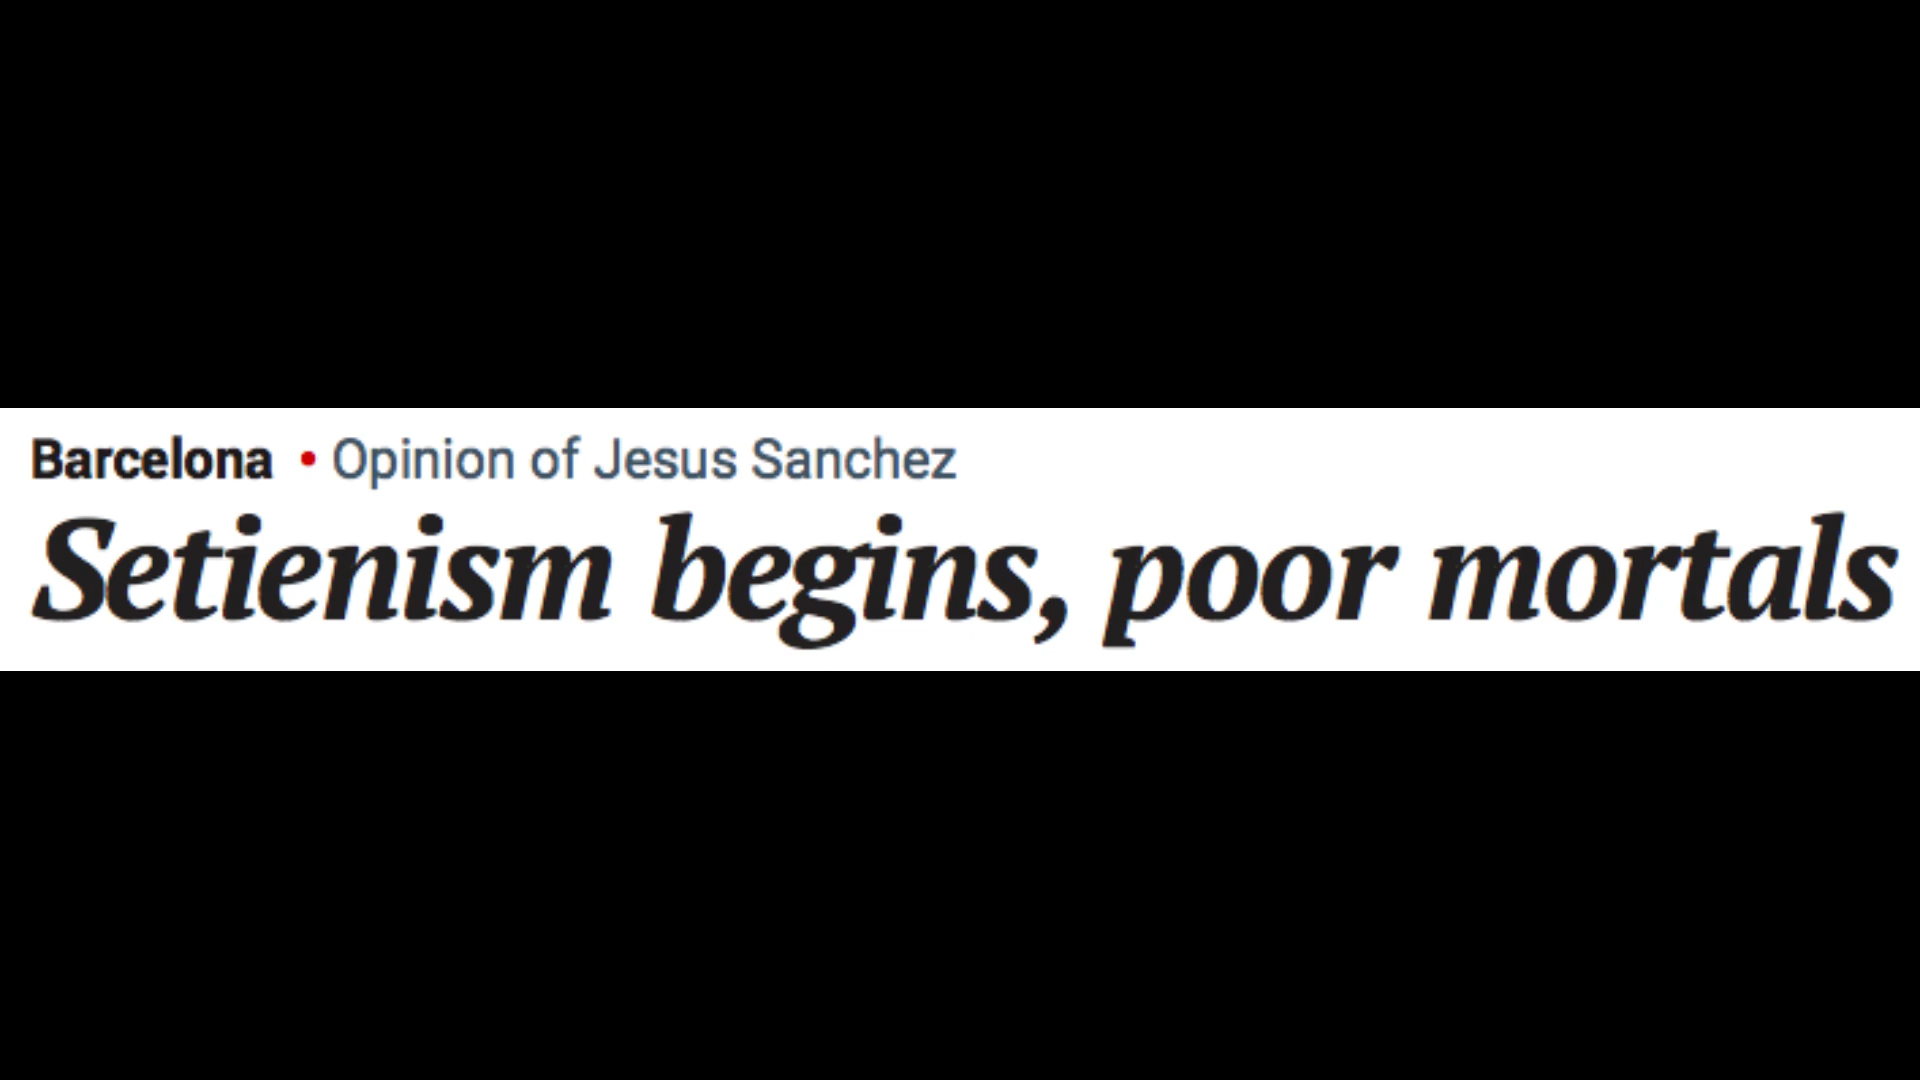 Barcelona • Opinion of Jesus Sanchez
Setienism begins, poor mortals